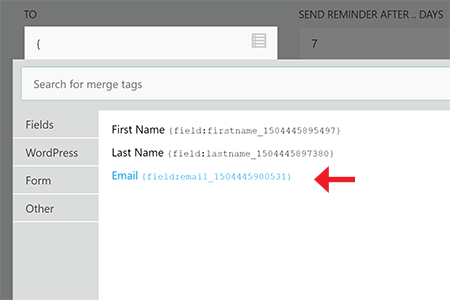 TO
SEND REMINDER AFTER .. DAYS
{
7
Search for merge tags
Fields
WordPress
Form
Other
First Name {field:firstname_1504445895497}
Last Name {field:lastname_1504445897380}
Email {field:email_1504445900531}